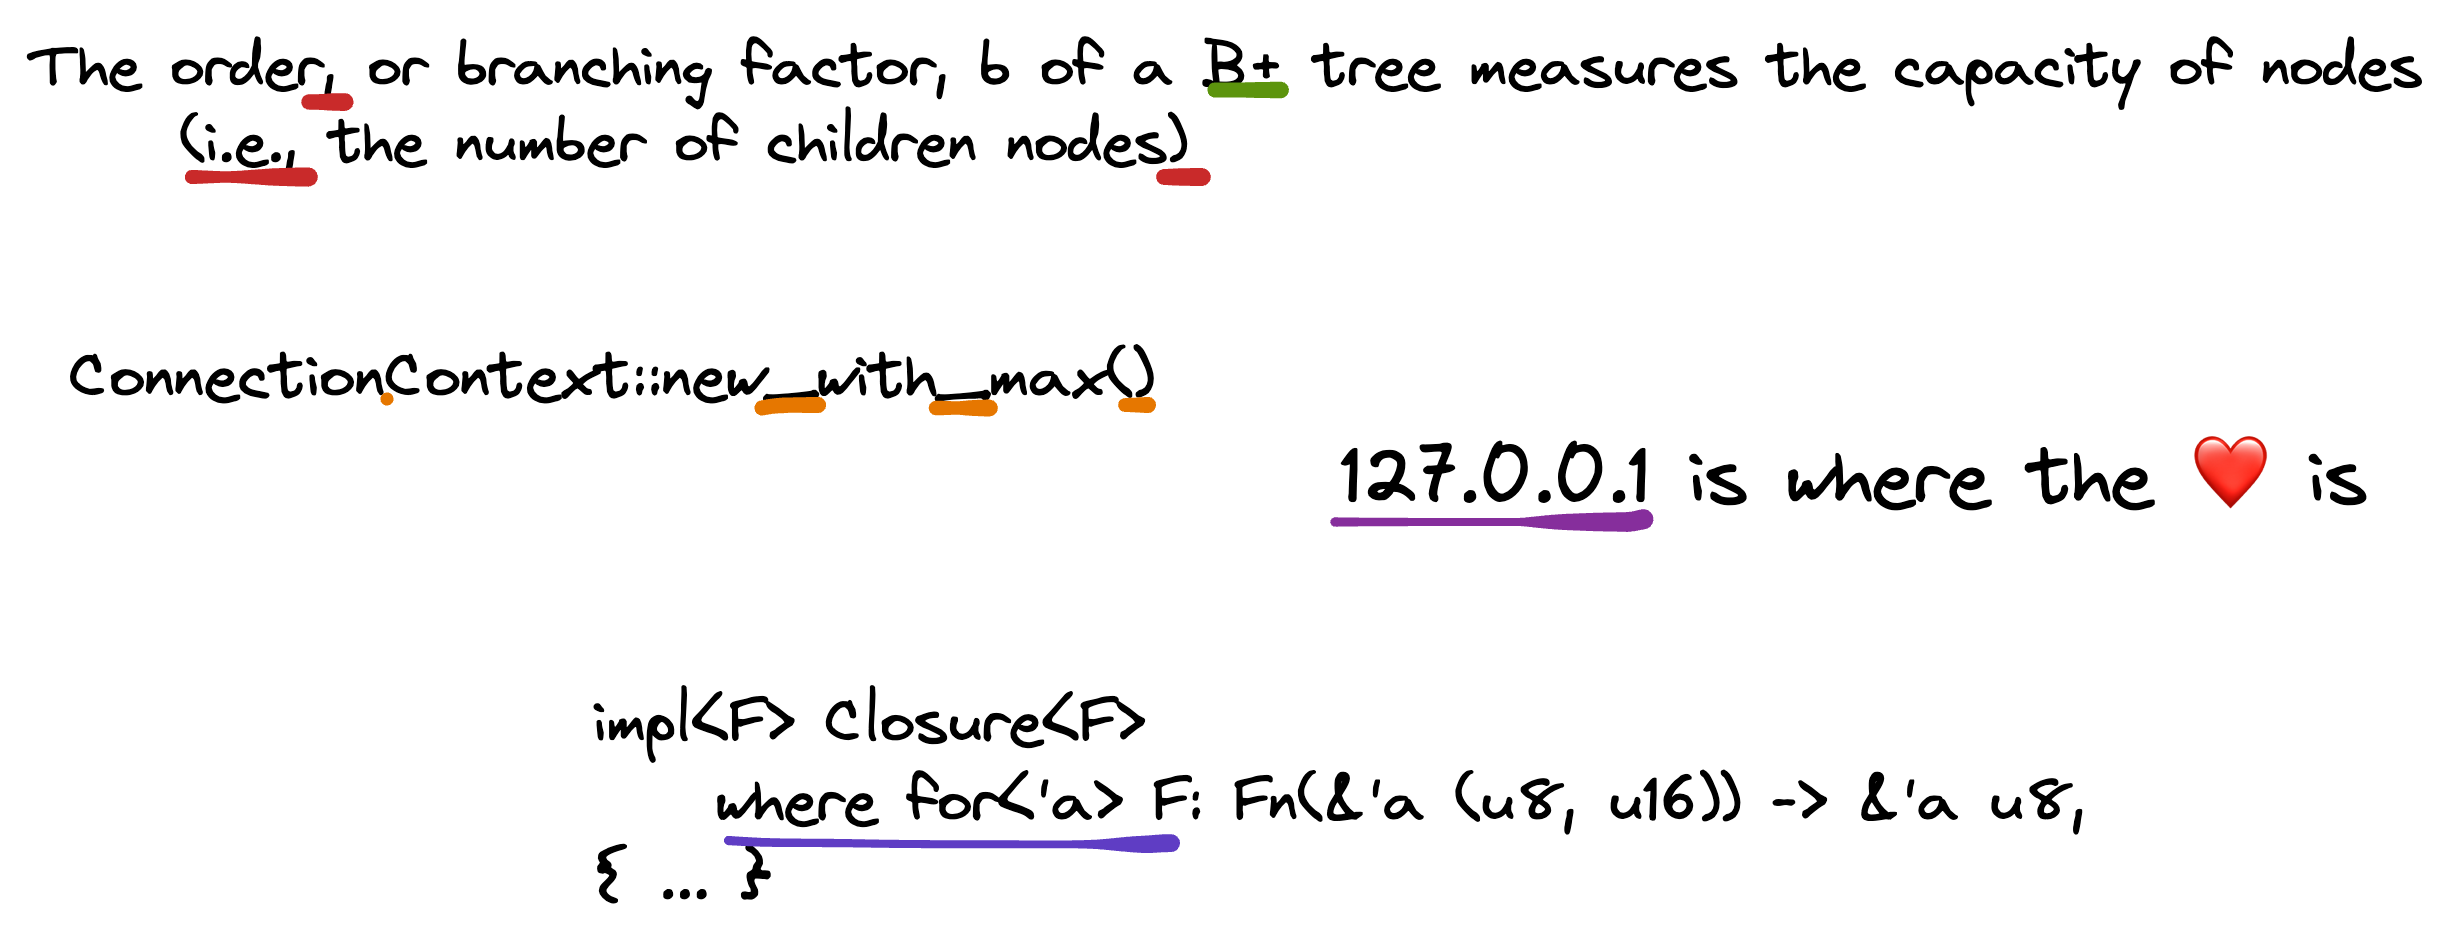 The order, or branching factor, b of a B+ tree measures the capacity of nodes
(i.e., the number of children nodes)
ConnectionContext::new_with_max()
127.0.0.1 is where the ❤️ is
impl<F> Closure<F>
where for<'a> F: Fn(&'a (u8, u16)) -> &'a u8,
{ ... }